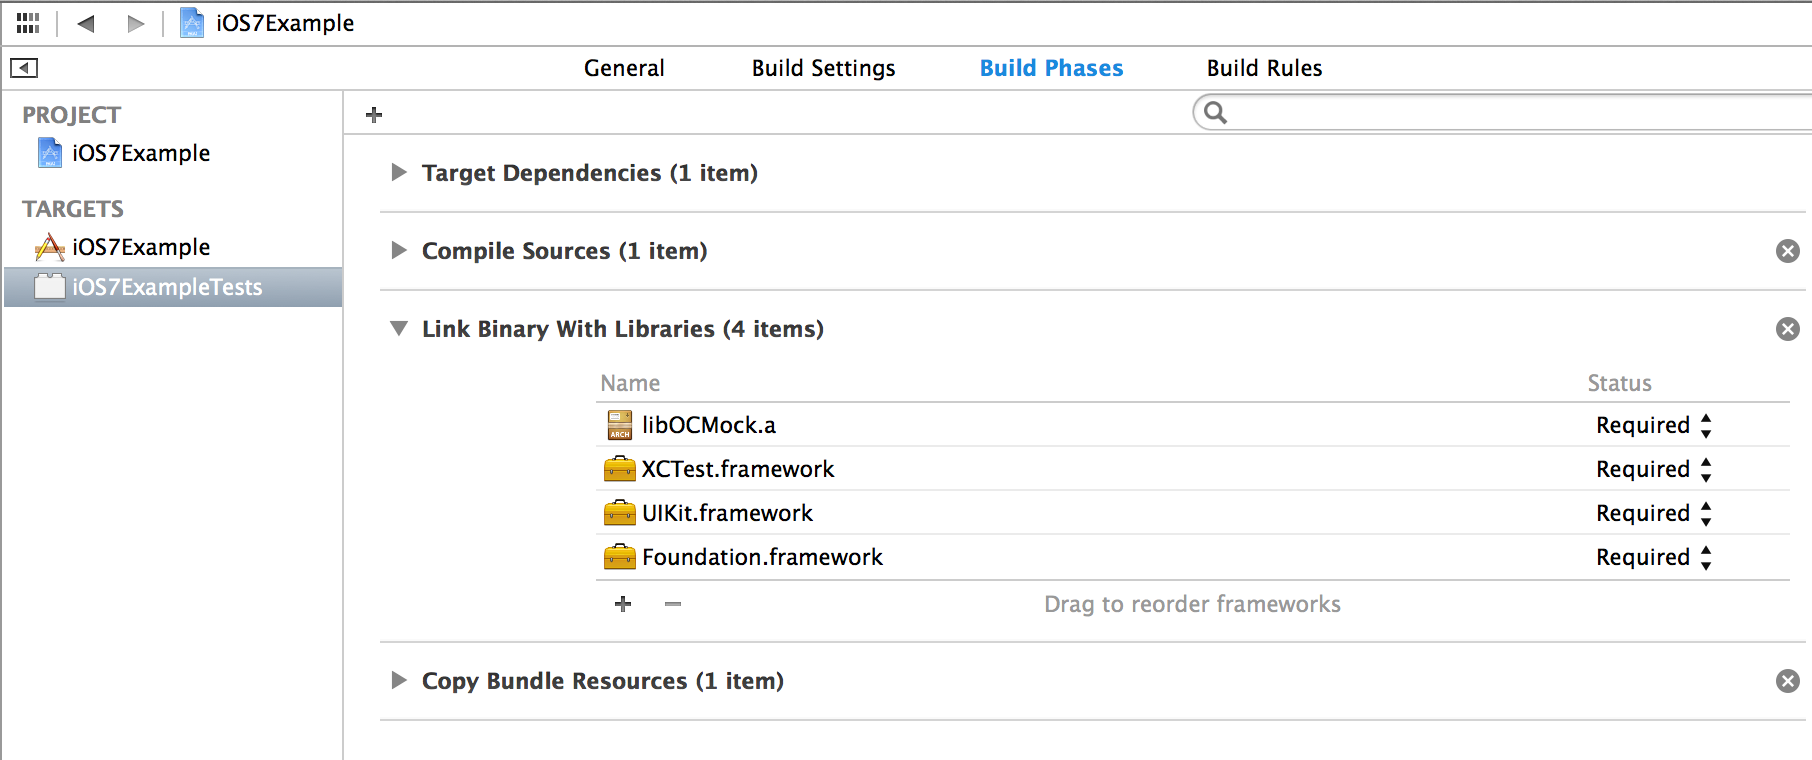 iOS7Example
General Build Settings Build Phases Build Rules
PROJECT
iOS7Example
TARGETS
iOS7Example
iOS7ExampleTests
Target Dependencies (1 item)
Compile Sources (1 item)
Link Binary With Libraries (4 items)
Name Status
ARCH libOCMock.a Required
XCTest.framework Required
UIKit.framework Required
Foundation.framework Required
Drag to reorder frameworks
Copy Bundle Resources (1 item)